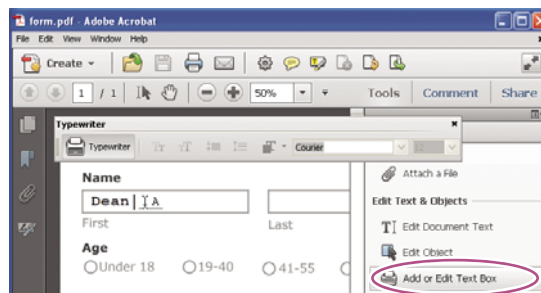 form.pdf - Adobe Acrobat
File Edit View Window Help
Create
1 / 1 50% Tools Comment Share
Typewriter
Typewriter Courier 12
Attach a File
Name
Edit Text & Objects
Dean
First Last
Edit Document Text
Age
Edit Object
Under 18 19-40 41-55
Add or Edit Text Box